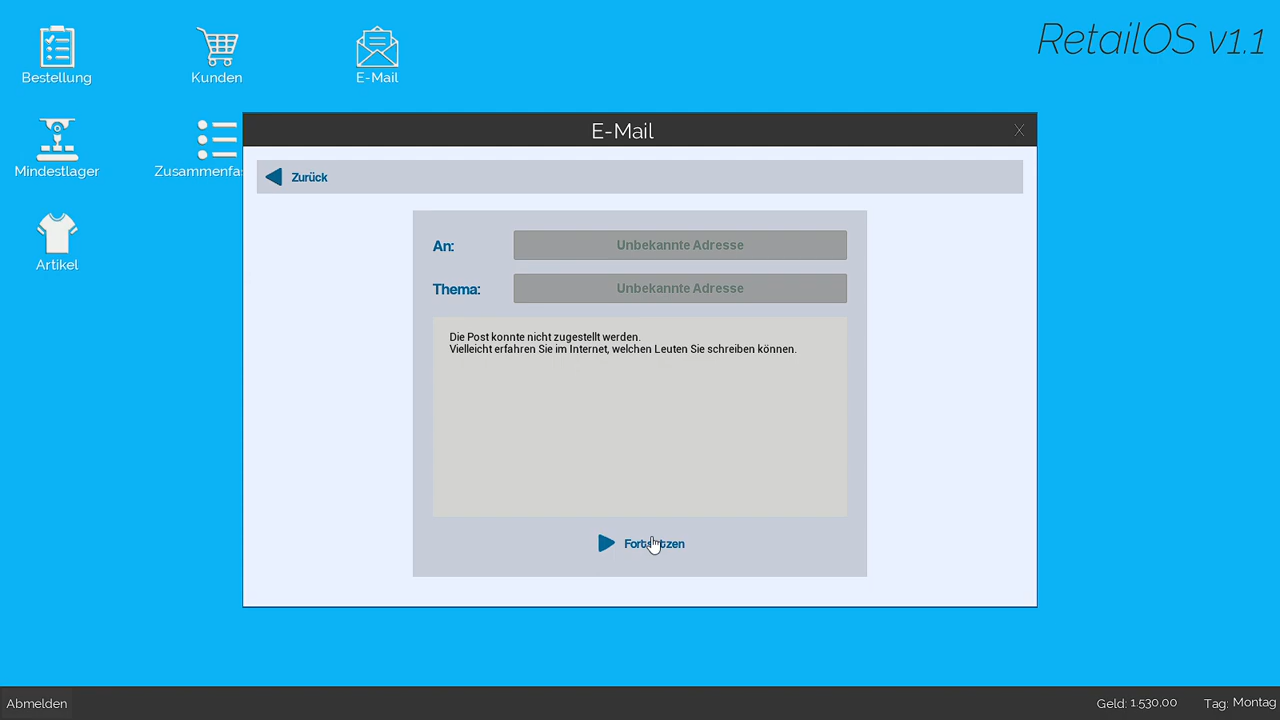 RetailOS v1.1
Bestellung
Kunden
E-Mail
Mindestlager
Artikel
E-Mail
X
Zurück
An:
Unbekannte Adresse
Thema:
Unbekannte Adresse
Die Post konnte nicht zugestellt werden.
Vielleicht erfahren Sie im Internet, welchen Leuten Sie schreiben können.
Fortsetzen
Abmelden
Geld: 1.530,00
Tag: Montag